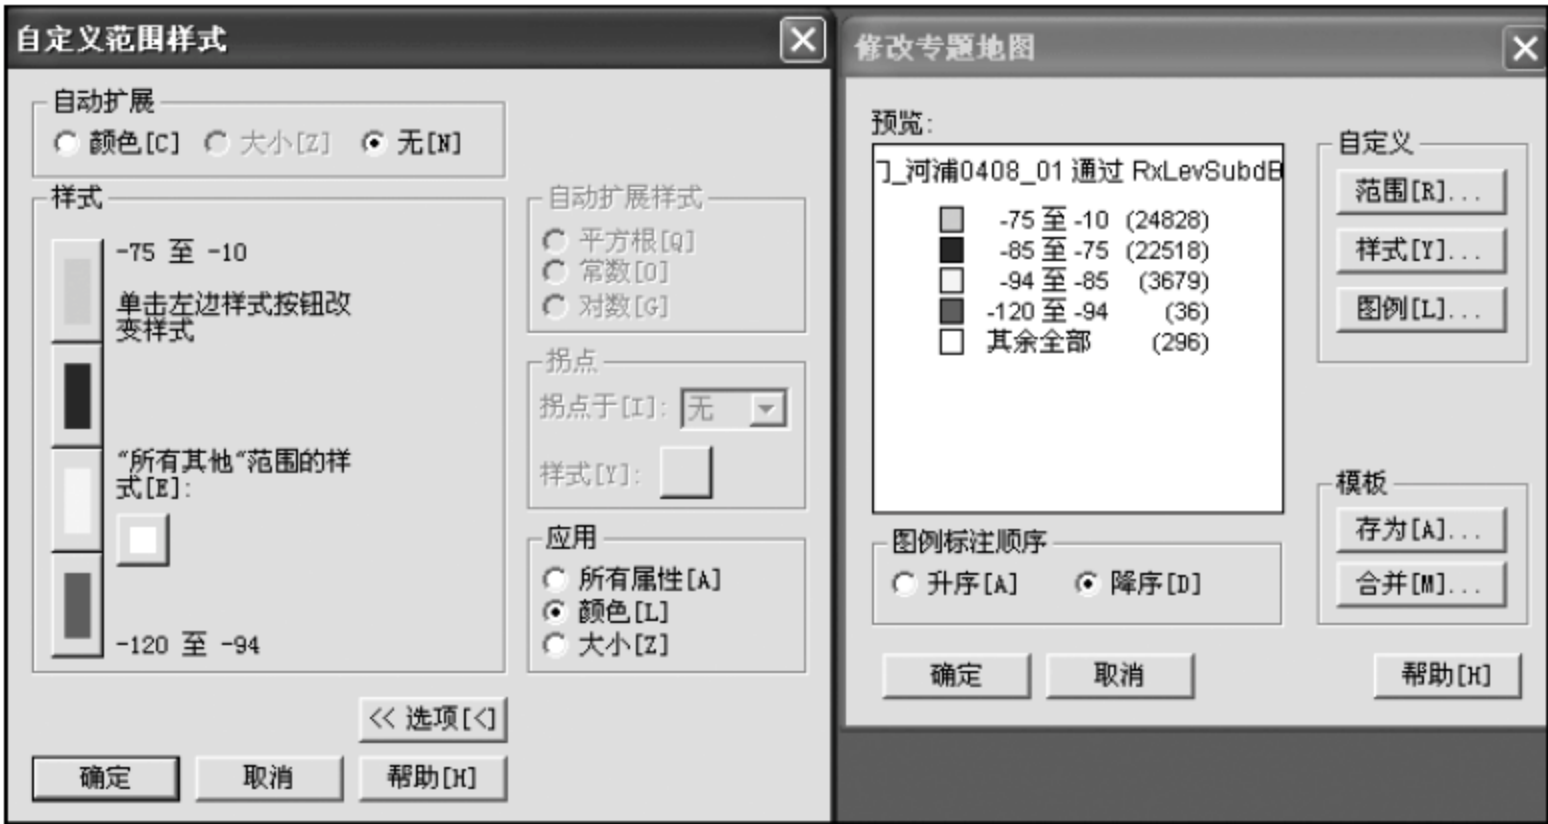 自定义范围样式
自动扩展
颜色[C] 大小[Z] 无[N]
样式
-75 至 -10
单击左边样式按钮改
变样式
"所有其他"范围的样
式[E]:
-120 至 -94
自动扩展样式
平方根[Q]
常数[O]
对数[G]
拐点
拐点于[I]: 无
样式[Y]:
应用
所有属性[A]
颜色[L]
大小[Z]
<< 选项[<]
确定 取消 帮助[H]
修改专题地图
预览:
_河浦0408_01 通过 RxLevSubdB
-75 至 -10 (24828)
-85 至 -75 (22518)
-94 至 -85 (3679)
-120 至 -94 (36)
其余全部 (296)
自定义
范围[R]...
样式[Y]...
图例[L]...
图例标注顺序
升序[A] 降序[D]
模板
存为[A]...
合并[M]...
确定 取消 帮助[H]